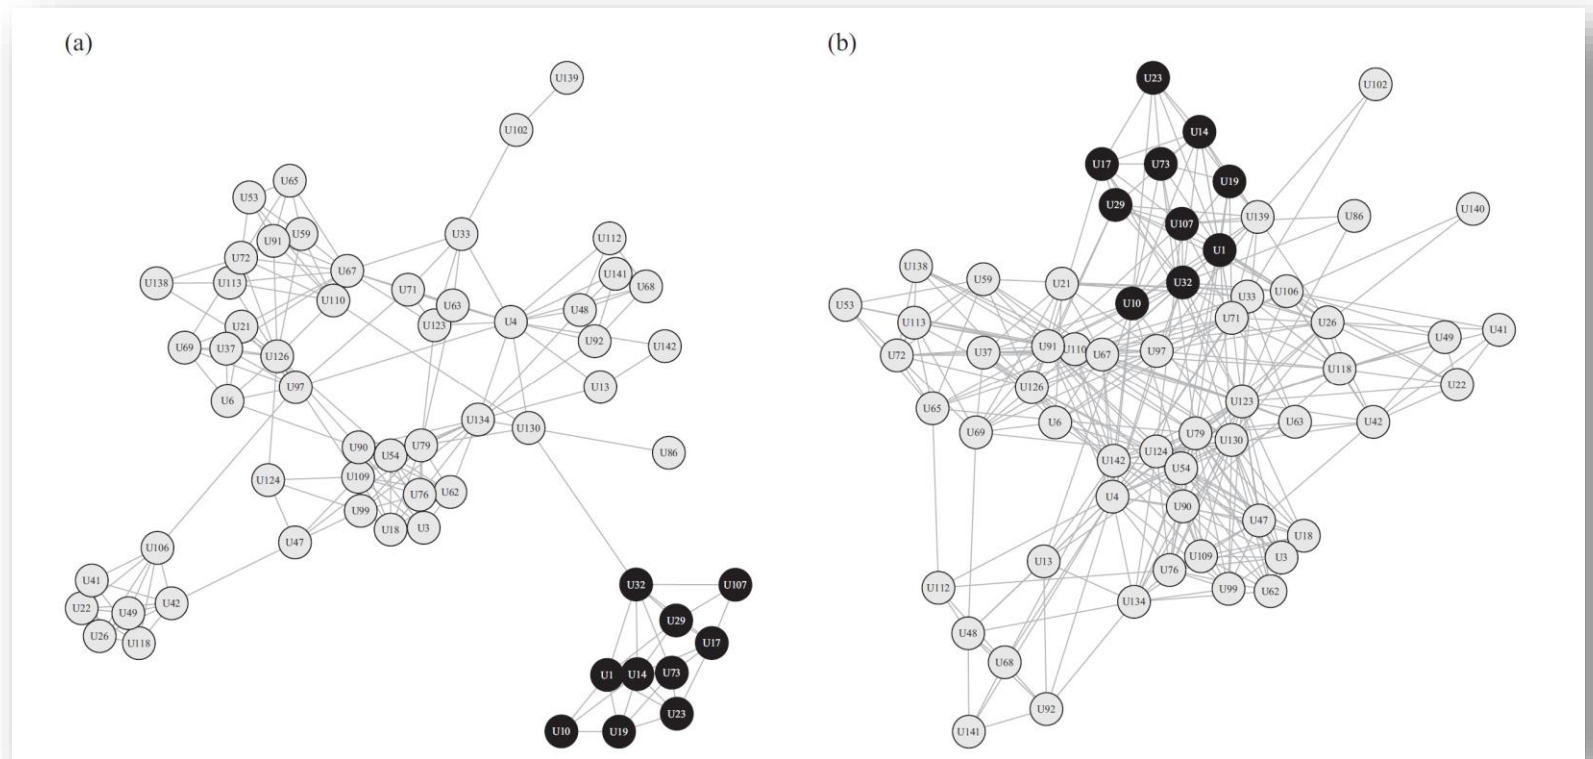 (a)
(b)
U139
U102
U65
U53
U91
U59
U72
U67
U138
U113
U110
U21
U69
U37
U126
U97
U6
U33
U71
U63
U123
U4
U112
U141
U68
U48
U92
U142
U13
U134
U130
U86
U90
U54
U79
U109
U76
U62
U124
U99
U18
U3
U47
U106
U41
U22
U49
U42
U26
U118
U32
U107
U29
U17
U1
U14
U73
U23
U10
U19
U23
U102
U14
U17
U73
U19
U29
U107
U139
U86
U140
U1
U138
U59
U21
U32
U106
U53
U10
U33
U71
U26
U113
U49
U41
U72
U37
U91
U110
U67
U97
U118
U126
U22
U65
U69
U6
U123
U63
U42
U79
U130
U142
U124
U54
U4
U90
U47
U18
U13
U109
U3
U76
U112
U134
U99
U62
U48
U68
U92
U141